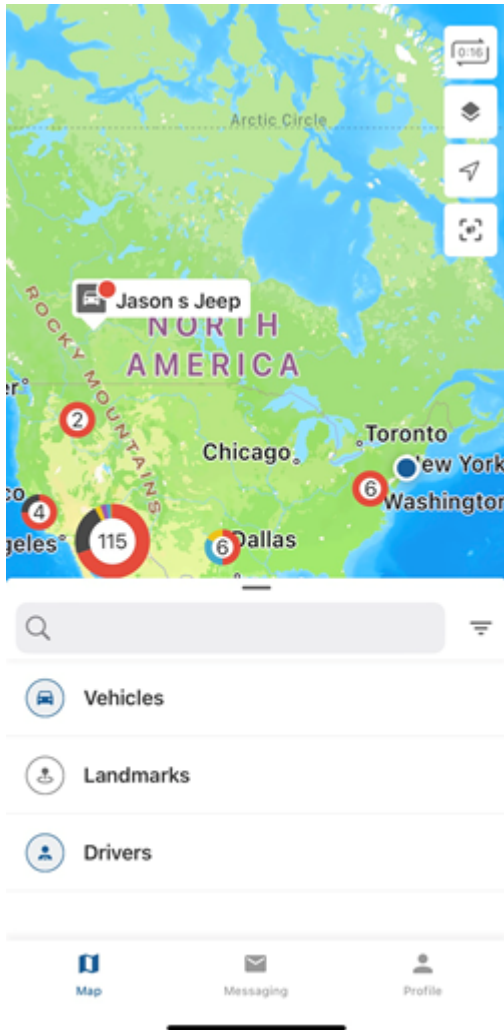 0:16
Arctic Circle
Jason s Jeep
ROCKY MOUNTAINS
NORTH
AMERICA
er
2
Toronto
Chicago
ew York
6
Washington
co
4
geles
115
6
Dallas
Vehicles
Landmarks
Drivers
Map
Messaging
Profile